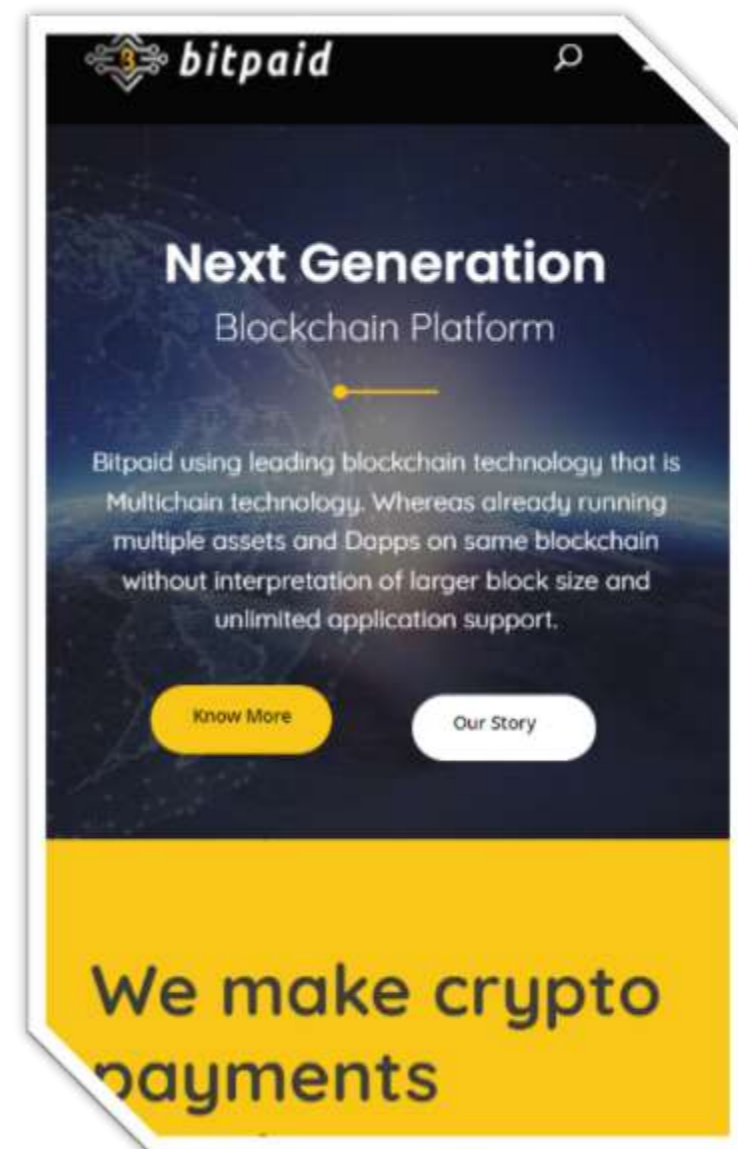 bitpaid
Next Generation
Blockchain Platform
Bitpaid using leading blockchain technology that is
Multichain technology. Whereas already running
multiple assets and Dapps on same blockchain
without interpretation of larger block size and
unlimited application support.
Know More
Our Story
We make crypto
payments